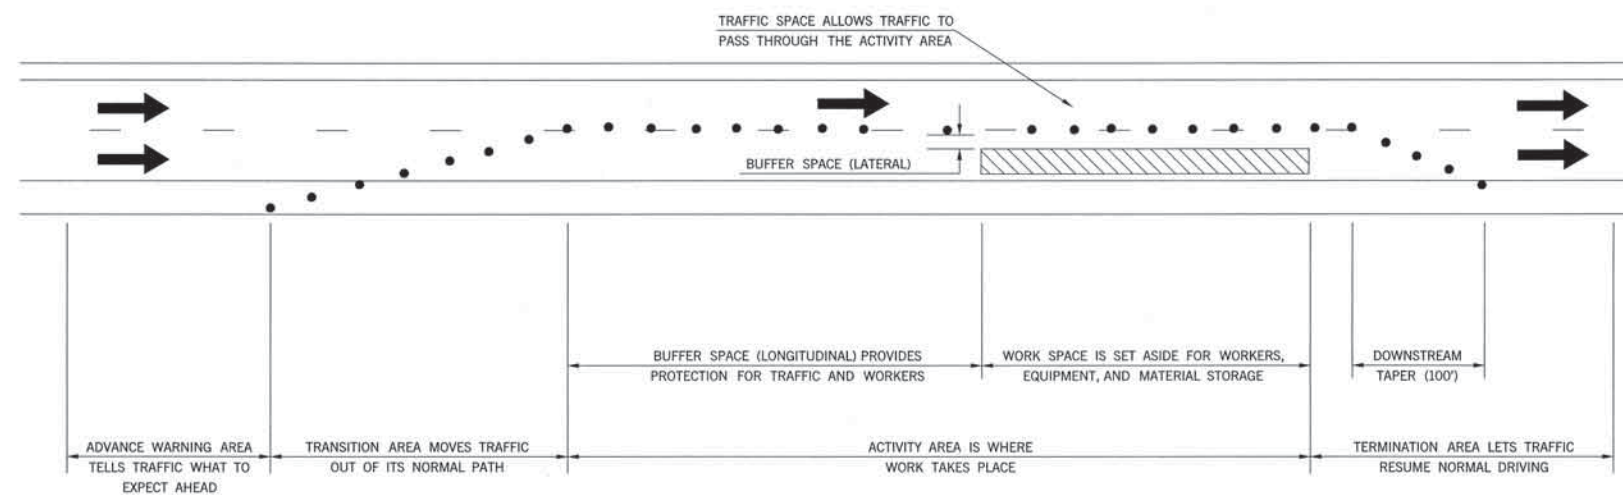 TRAFFIC SPACE ALLOWS TRAFFIC TO
PASS THROUGH THE ACTIVITY AREA
BUFFER SPACE (LATERAL)
BUFFER SPACE (LONGITUDINAL) PROVIDES
PROTECTION FOR TRAFFIC AND WORKERS
WORK SPACE IS SET ASIDE FOR WORKERS,
EQUIPMENT, AND MATERIAL STORAGE
DOWNSTREAM
TAPER (100')
ADVANCE WARNING AREA
TELLS TRAFFIC WHAT TO
EXPECT AHEAD
TRANSITION AREA MOVES TRAFFIC
OUT OF ITS NORMAL PATH
ACTIVITY AREA IS WHERE
WORK TAKES PLACE
TERMINATION AREA LETS TRAFFIC
RESUME NORMAL DRIVING